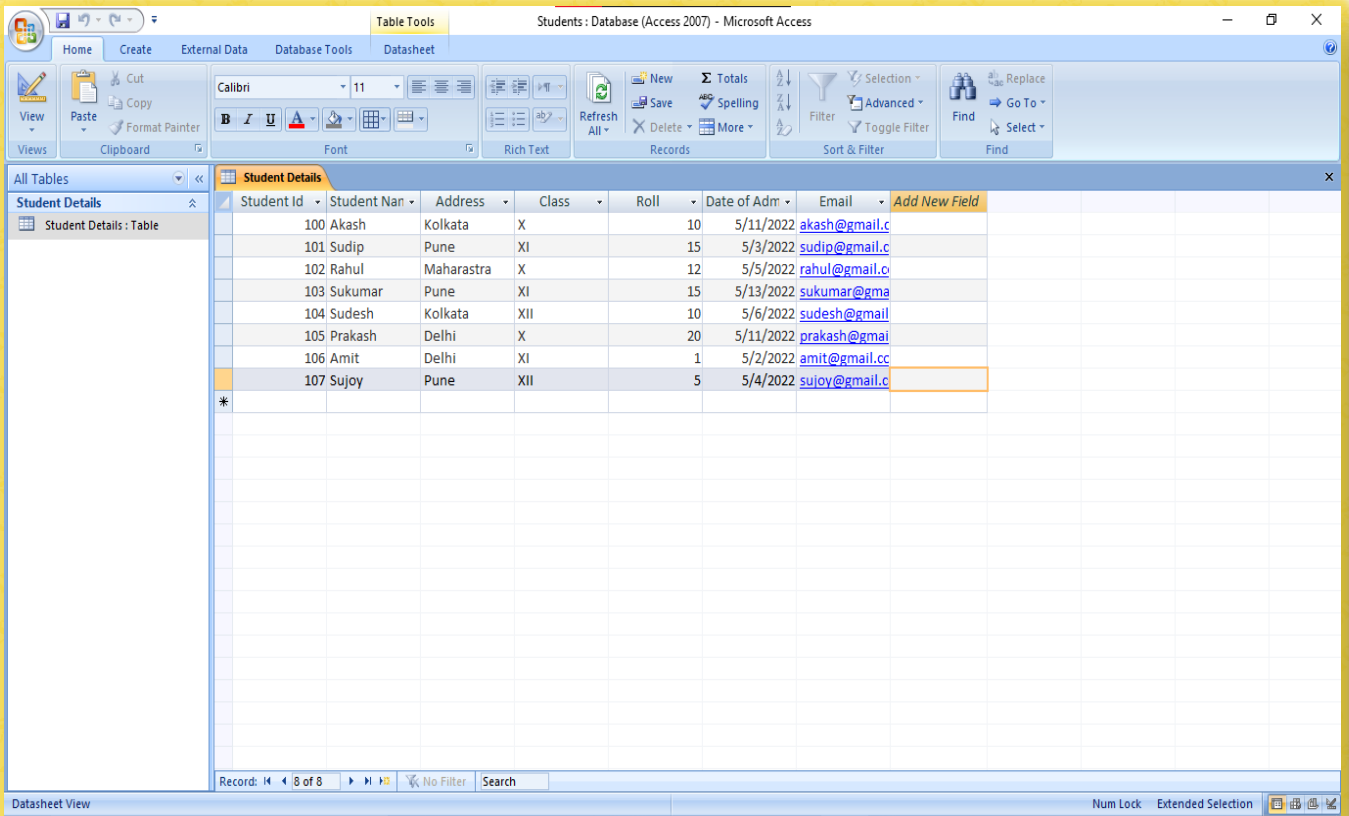 Table Tools Students : Database (Access 2007) - Microsoft Access
Home Create External Data Database Tools Datasheet
View Paste Cut Copy Format Painter
Calibri 11
B I U A
Refresh All New Save Delete Totals Spelling More
Filter Selection Advanced Toggle Filter
Find Replace Go To Select
Views Clipboard Font Rich Text Records Sort & Filter Find
All Tables «
Student Details
Student Details : Table
Student Details x
Student Id Student Nan Address Class Roll Date of Adm Email Add New Field
100 Akash Kolkata X 10 5/11/2022 akash@gmail.c
101 Sudip Pune XI 15 5/3/2022 sudip@gmail.c
102 Rahul Maharastra X 12 5/5/2022 rahul@gmail.co
103 Sukumar Pune XI 15 5/13/2022 sukumar@gma
104 Sudesh Kolkata XII 10 5/6/2022 sudesh@gmail
105 Prakash Delhi X 20 5/11/2022 prakash@gmai
106 Amit Delhi XI 1 5/2/2022 amit@gmail.cc
107 Sujoy Pune XII 5 5/4/2022 sujoy@gmail.c
Record: 8 of 8 No Filter Search
Datasheet View Num Lock Extended Selection